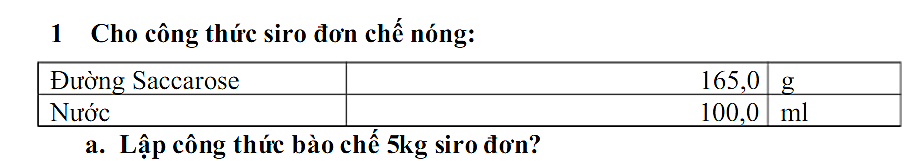 1 Cho công thức siro đơn chế nóng:
Đường Saccarose 165,0 g
Nước 100,0 ml
a. Lập công thức bào chế 5kg siro đơn?